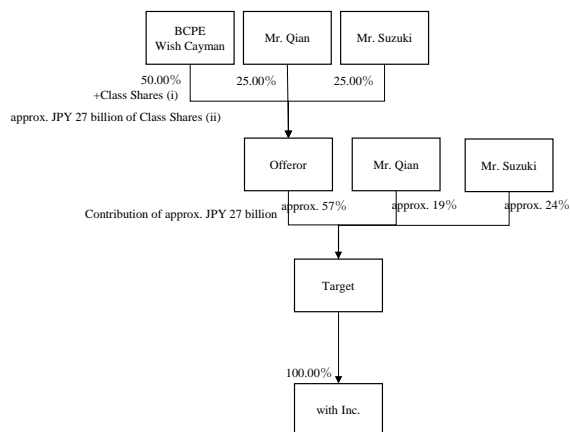 BCPE
Wish Cayman
Mr. Qian
Mr. Suzuki
50.00%
+Class Shares (i)
25.00%
25.00%
approx. JPY 27 billion of Class Shares (ii)
Offeror
Mr. Qian
Mr. Suzuki
Contribution of approx. JPY 27 billion
approx. 57%
approx. 19%
approx. 24%
Target
100.00%
with Inc.